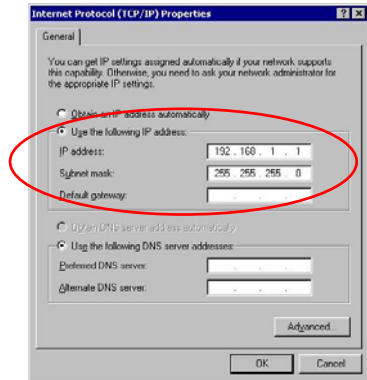 Internet Protocol (TCP/IP) Properties
General
You can get IP settings assigned automatically if your network supports
this capability. Otherwise, you need to ask your network administrator for
the appropriate IP settings.
Obtain an IP address automatically
Use the following IP address:
IP address: 192 . 168 . 1 . 1
Subnet mask: 255 . 255 . 255 . 0
Default gateway: . . .
Obtain DNS server address automatically
Use the following DNS server addresses:
Preferred DNS server: . . .
Alternate DNS server: . . .
Advanced...
OK Cancel